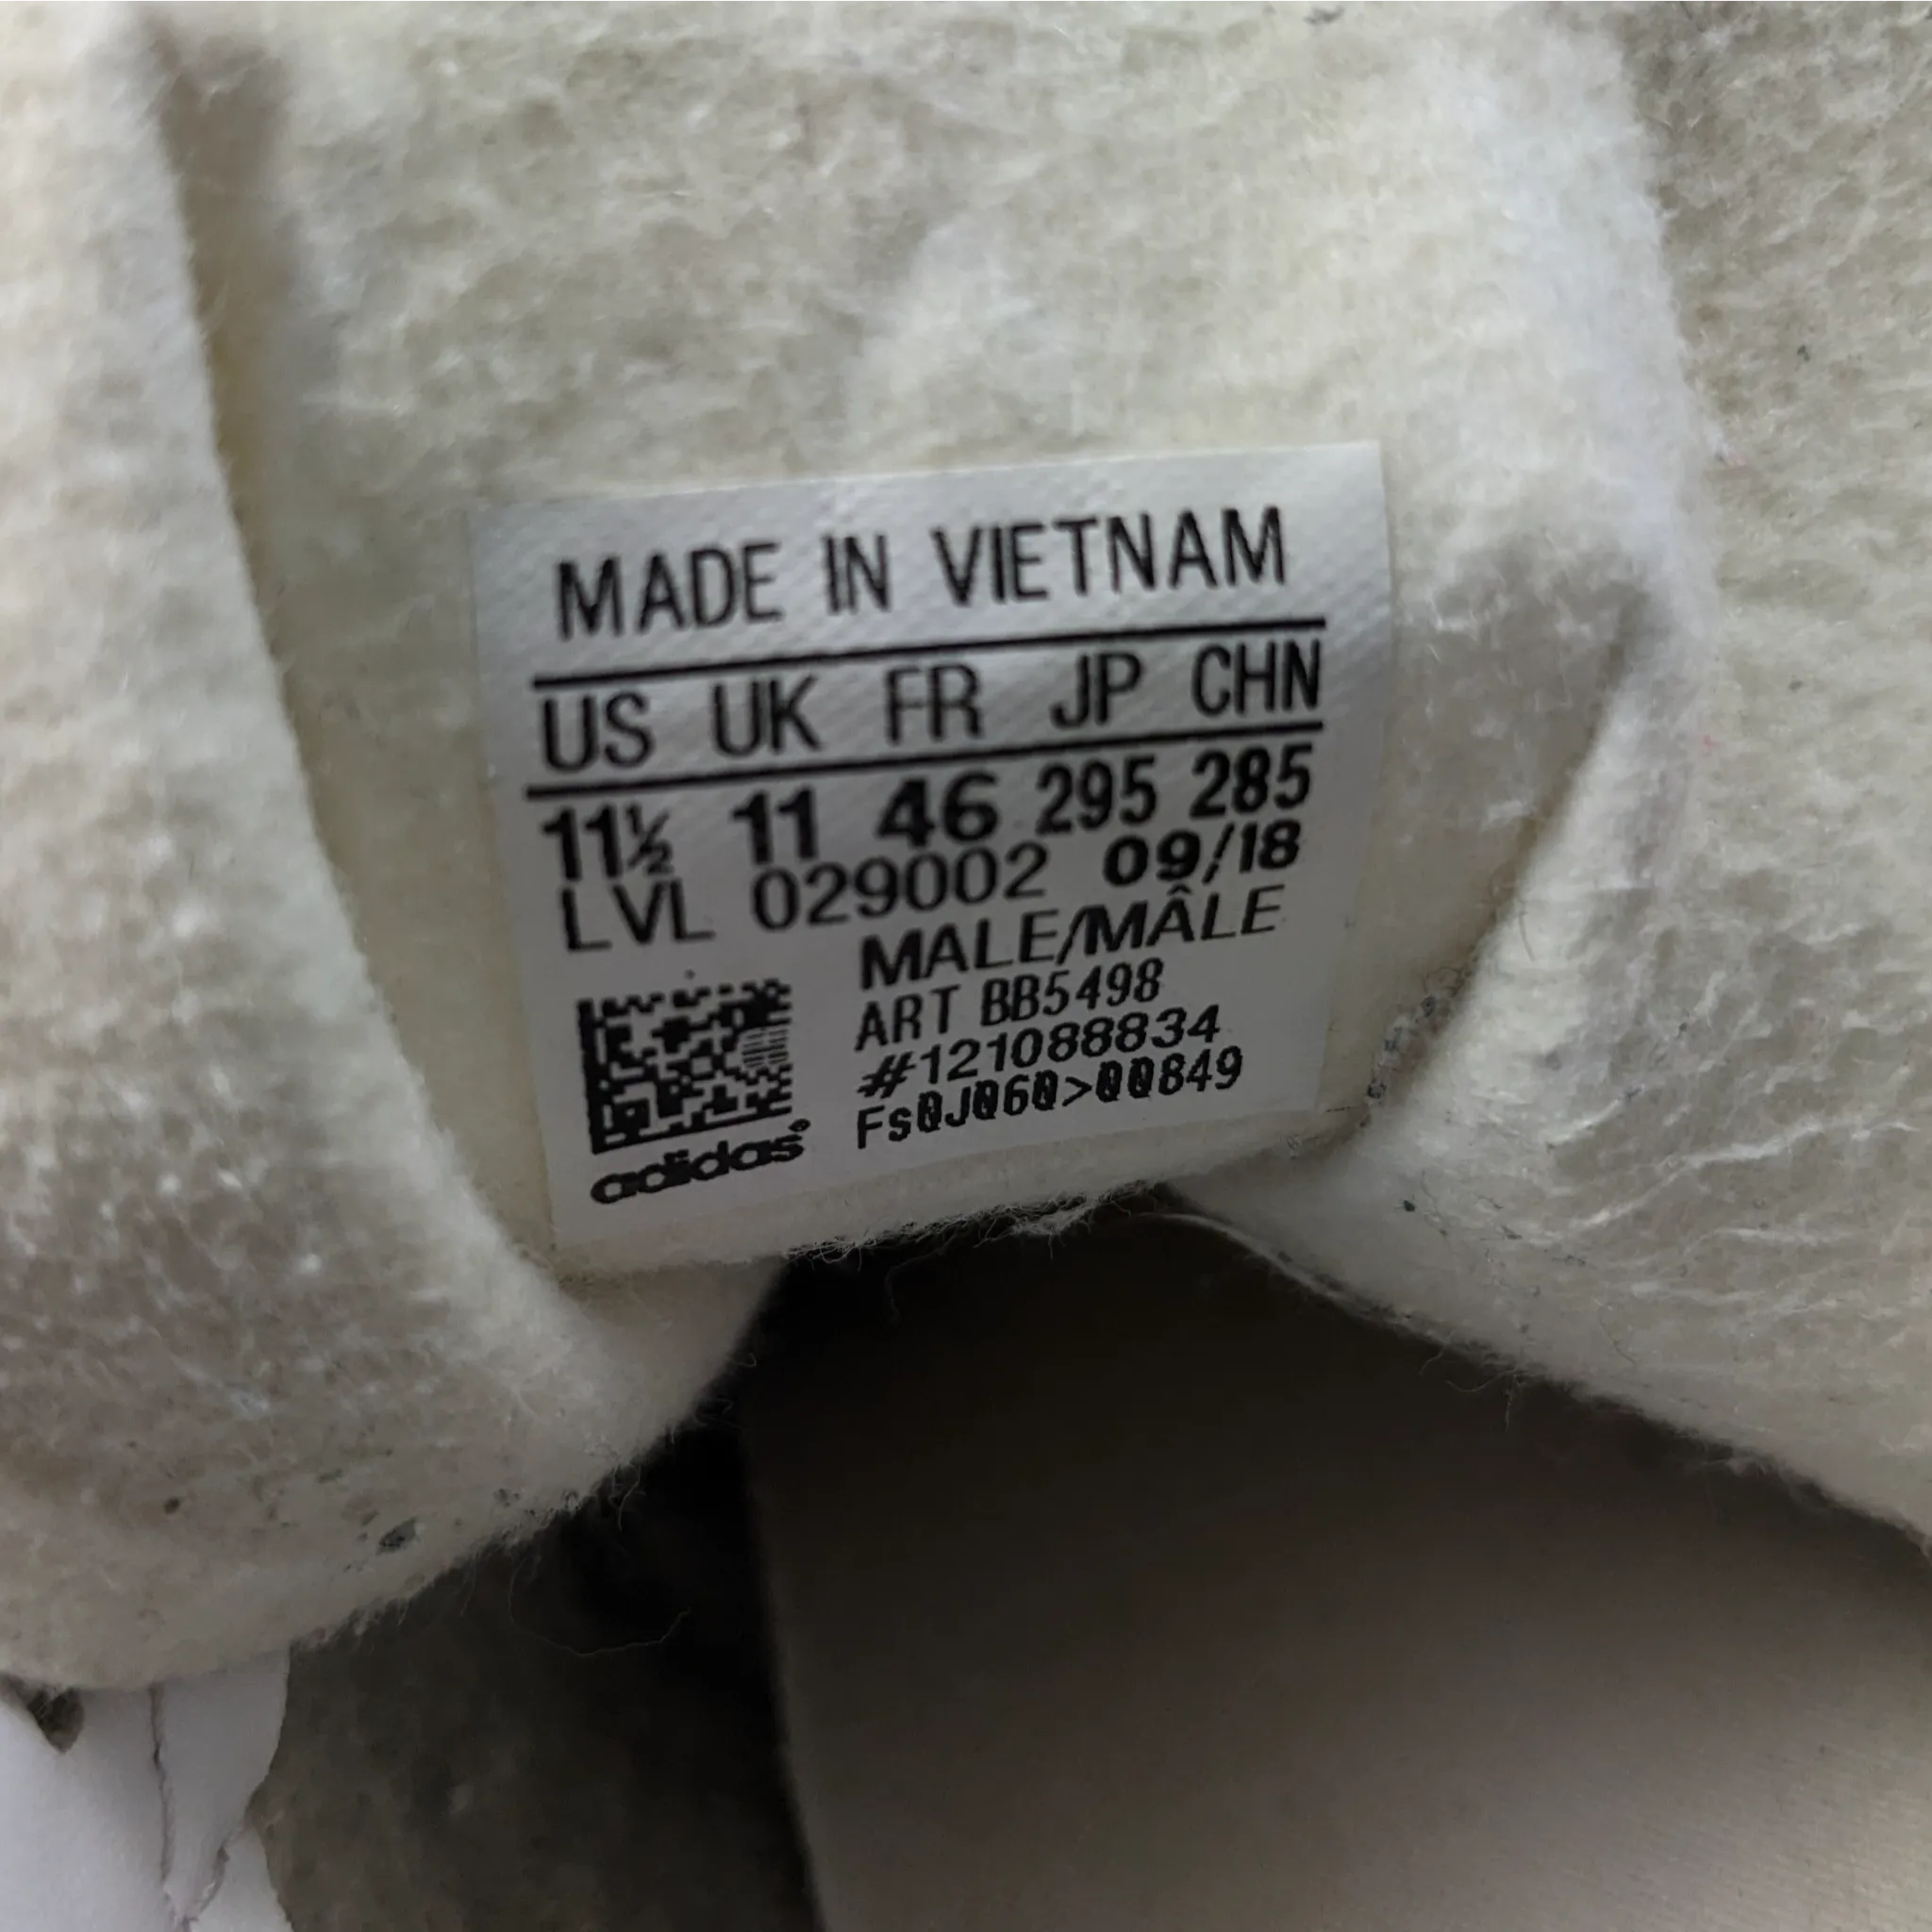 MADE IN VIETNAM
US UK FR JP CHN
11½ 11 46 295 285
LVL 029002 09/18
MALE/MÂLE
ART BB5498
#121088834
Fs0J060>00849
adidas